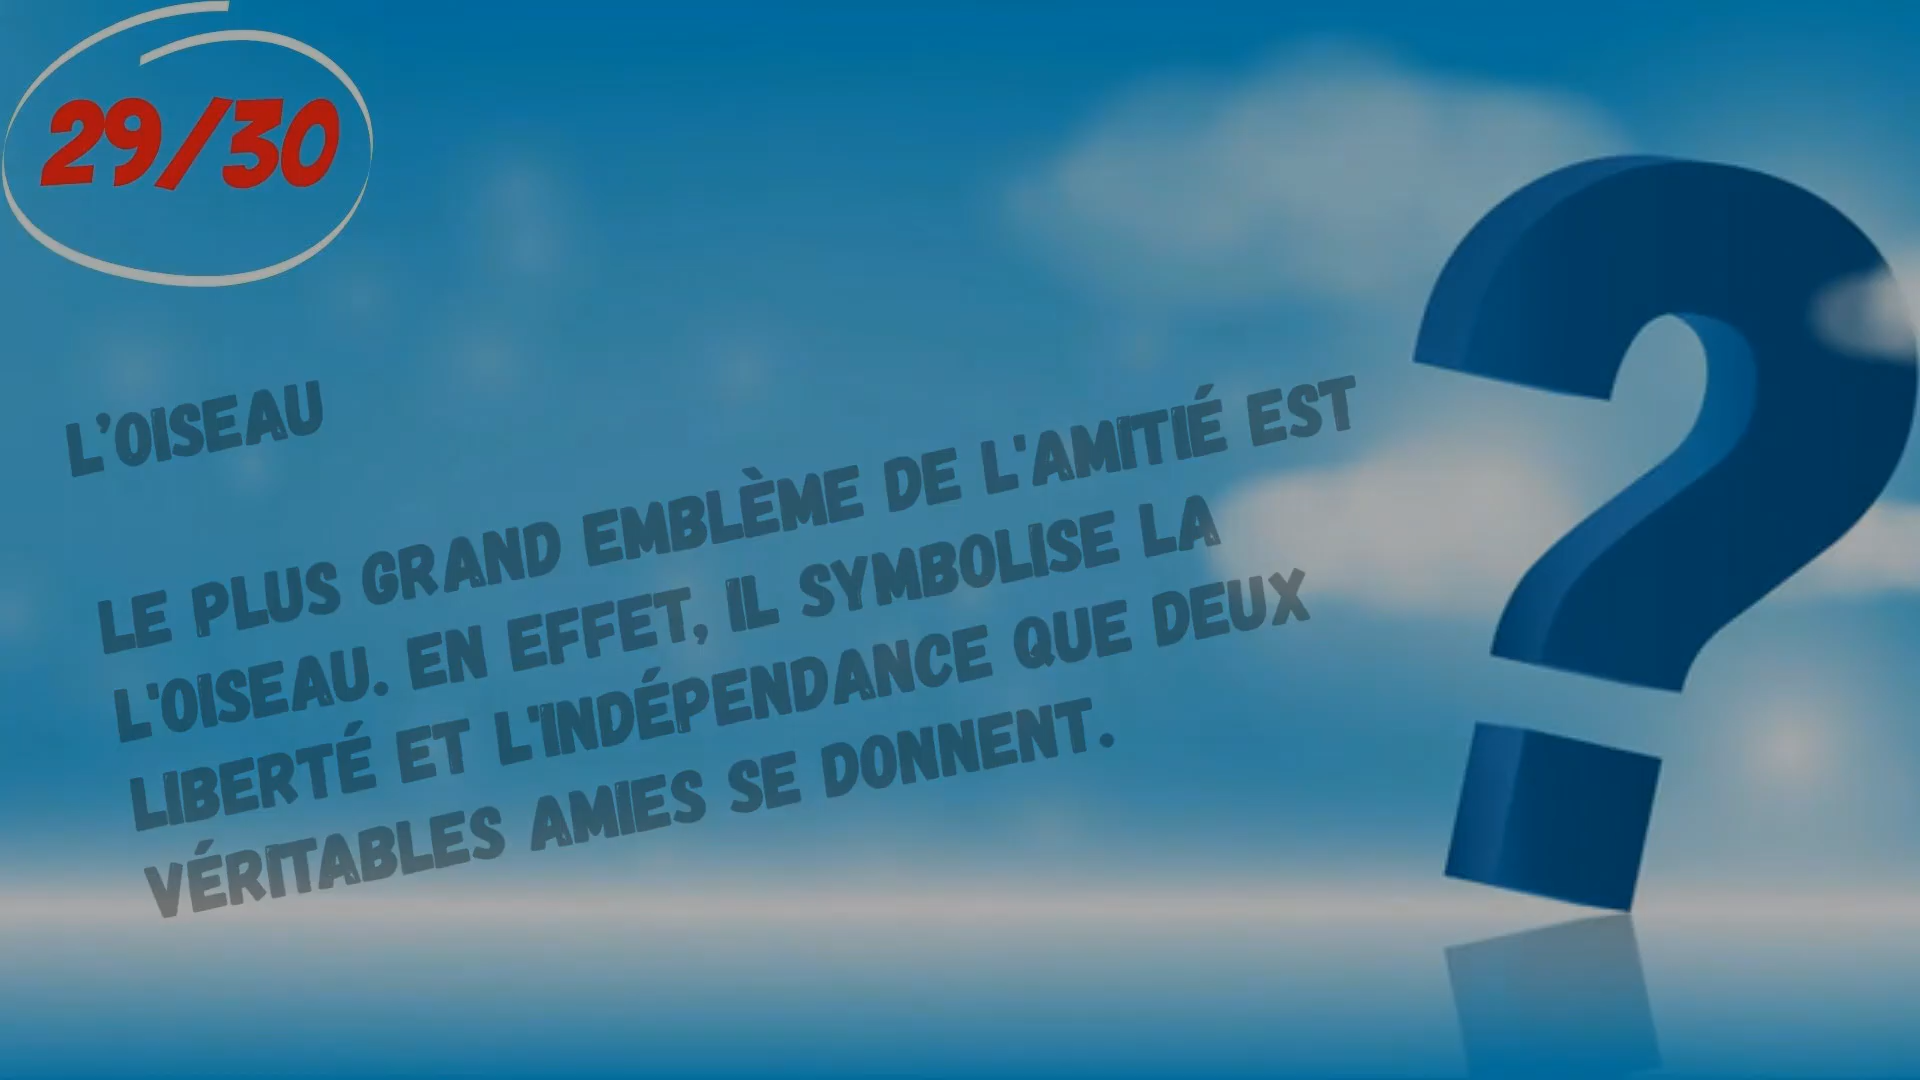 29/30
L’OISEAU
LE PLUS GRAND EMBLÈME DE L'AMITIÉ EST
L'OISEAU. EN EFFET, IL SYMBOLISE LA
LIBERTÉ ET L'INDÉPENDANCE QUE DEUX
VÉRITABLES AMIES SE DONNENT.